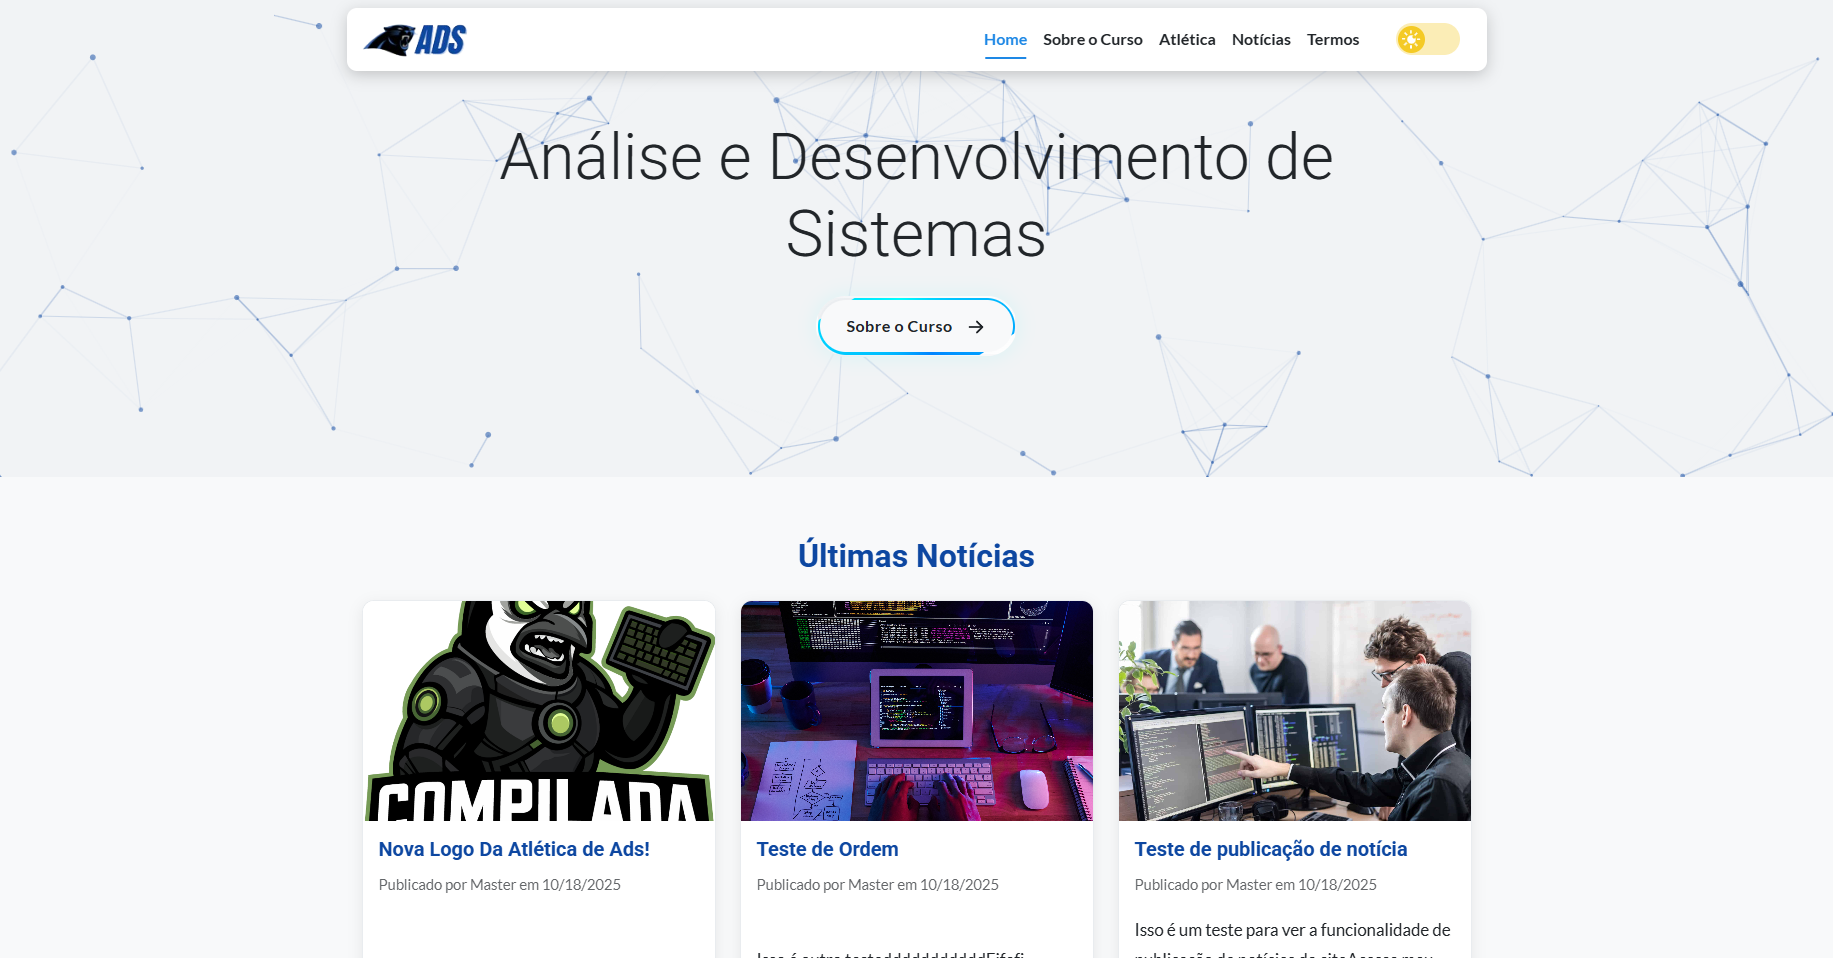 ADS
Home Sobre o Curso Atlética Notícias Termos
Análise e Desenvolvimento de
Sistemas
Sobre o Curso
Últimas Notícias
COMPILADA
Nova Logo Da Atlética de Ads!
Publicado por Master em 10/18/2025
Teste de Ordem
Publicado por Master em 10/18/2025
Teste de publicação de notícia
Publicado por Master em 10/18/2025
Isso é um teste para ver a funcionalidade de